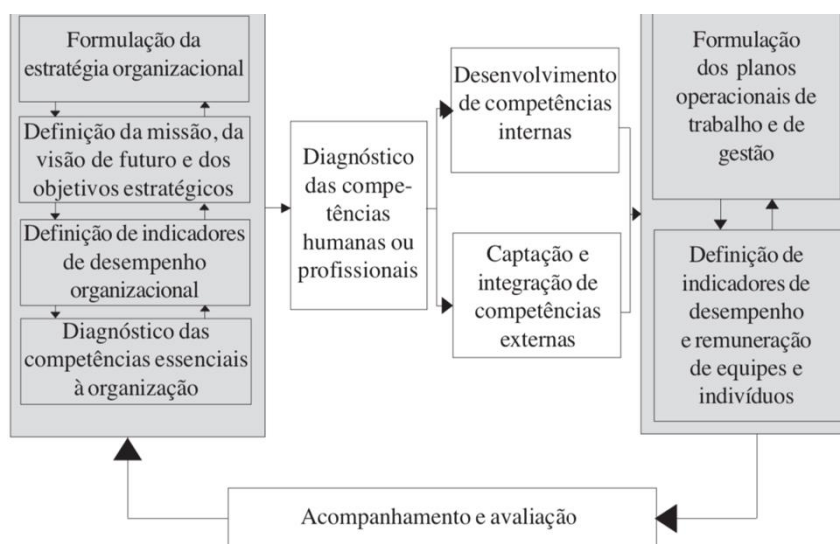 Formulação da
estratégia organizacional
Definição da missão, da
visão de futuro e dos
objetivos estratégicos
Definição de indicadores
de desempenho
organizacional
Diagnóstico das
competências essenciais
à organização
Diagnóstico
das compe-
tências
humanas ou
profissionais
Desenvolvimento
de competências
internas
Captação e
integração de
competências
externas
Formulação
dos planos
operacionais de
trabalho e de
gestão
Definição de
indicadores de
desempenho
e remuneração
de equipes e
indivíduos
Acompanhamento e avaliação